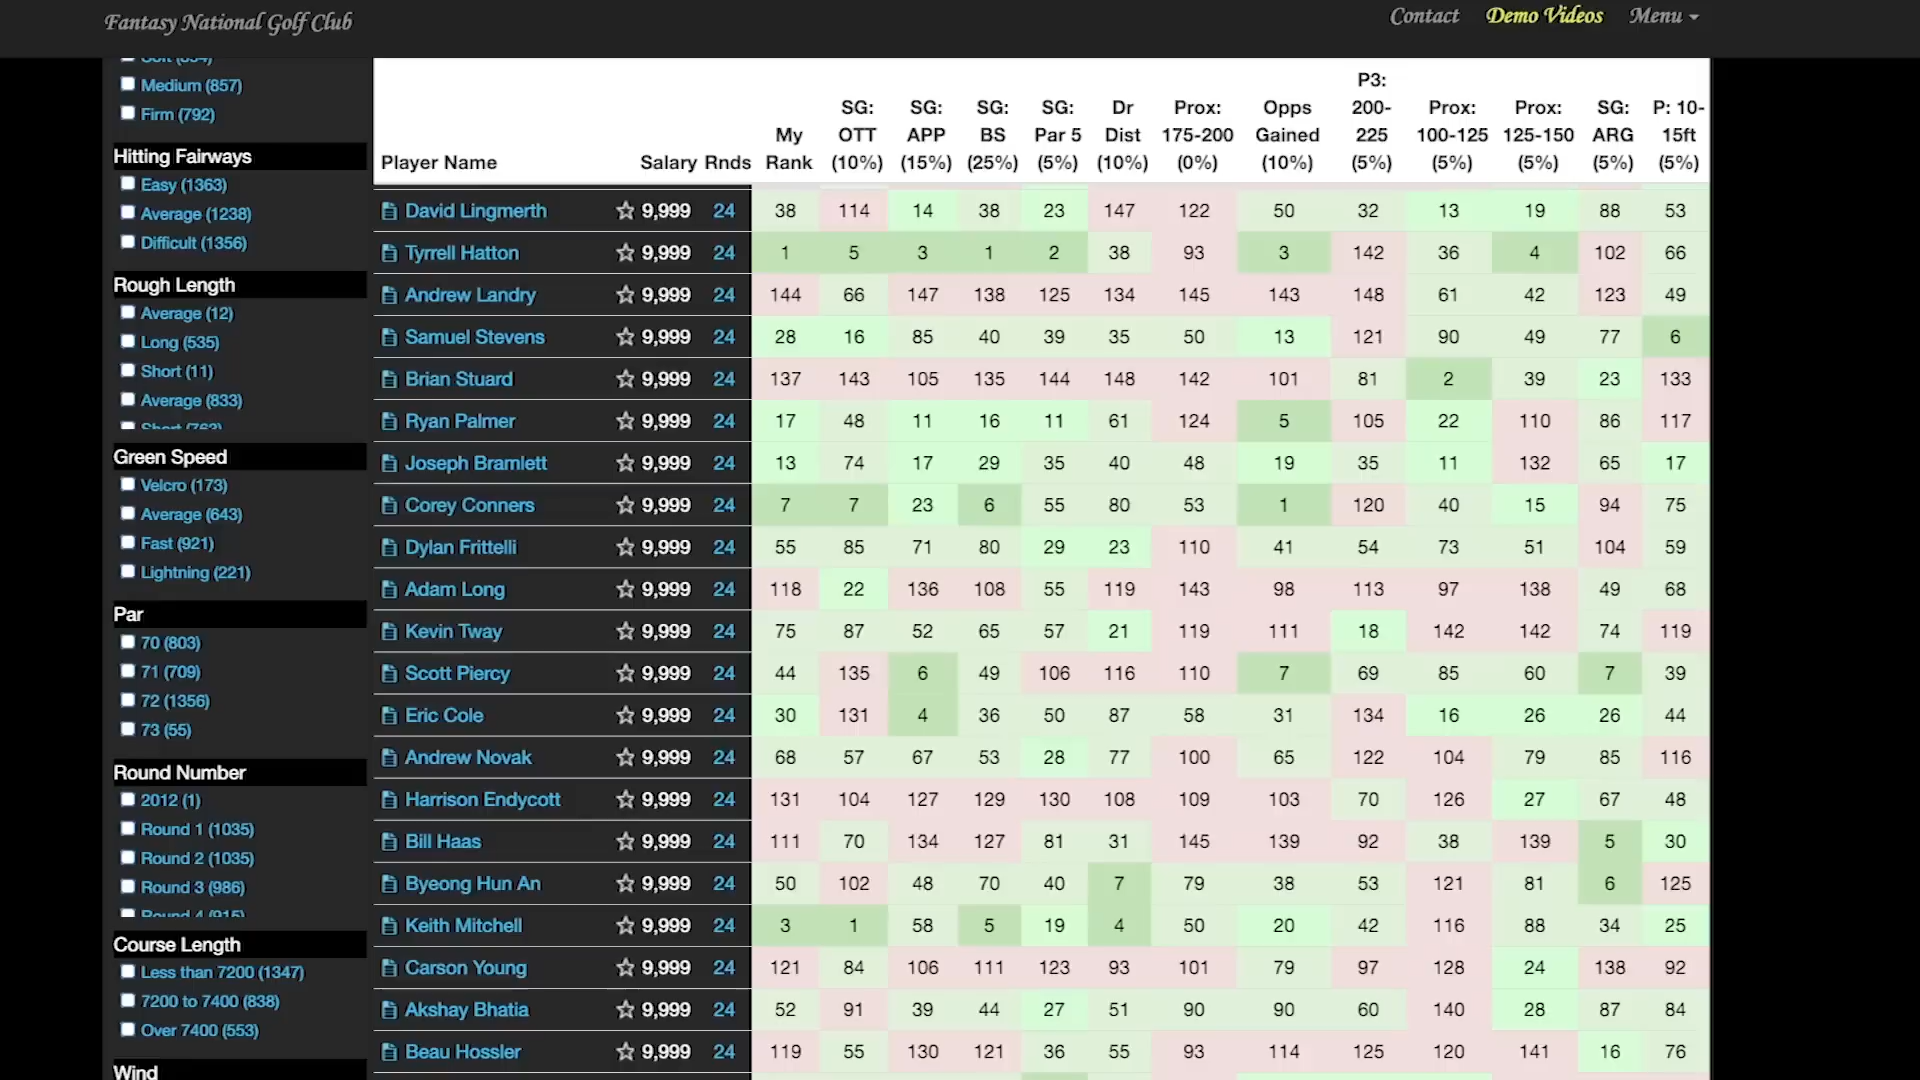 Fantasy National Golf Club
Contact Demo Videos Menu
Medium (857)
Firm (792)
Hitting Fairways
Easy (1363)
Average (1238)
Difficult (1356)
Rough Length
Average (12)
Long (535)
Short (11)
Average (833)
Short (763)
Green Speed
Velcro (173)
Average (643)
Fast (921)
Lightning (221)
Par
70 (803)
71 (709)
72 (1356)
73 (55)
Round Number
2012 (1)
Round 1 (1035)
Round 2 (1035)
Round 3 (986)
Round 4 (915)
Course Length
Less than 7200 (1347)
7200 to 7400 (838)
Over 7400 (553)
Wind
Player Name Salary Rnds My Rank SG: OTT (10%) SG: APP (15%) SG: BS (25%) SG: Par 5 (5%) Dr Dist (10%) Prox: 175-200 (0%) Opps Gained (10%) P3: 200-225 (5%) Prox: 100-125 (5%) Prox: 125-150 (5%) SG: ARG (5%) P: 10-15ft (5%)
David Lingmerth 9,999 24 38 114 14 38 23 147 122 50 32 13 19 88 53
Tyrrell Hatton 9,999 24 1 5 3 1 2 38 93 3 142 36 4 102 66
Andrew Landry 9,999 24 144 66 147 138 125 134 145 143 148 61 42 123 49
Samuel Stevens 9,999 24 28 16 85 40 39 35 50 13 121 90 49 77 6
Brian Stuard 9,999 24 137 143 105 135 144 148 142 101 81 2 39 23 133
Ryan Palmer 9,999 24 17 48 11 16 11 61 124 5 105 22 110 86 117
Joseph Bramlett 9,999 24 13 74 17 29 35 40 48 19 35 11 132 65 17
Corey Conners 9,999 24 7 7 23 6 55 80 53 1 120 40 15 94 75
Dylan Frittelli 9,999 24 55 85 71 80 29 23 110 41 54 73 51 104 59
Adam Long 9,999 24 118 22 136 108 55 119 143 98 113 97 138 49 68
Kevin Tway 9,999 24 75 87 52 65 57 21 119 111 18 142 142 74 119
Scott Piercy 9,999 24 44 135 6 49 106 116 110 7 69 85 60 7 39
Eric Cole 9,999 24 30 131 4 36 50 87 58 31 134 16 26 26 44
Andrew Novak 9,999 24 68 57 67 53 28 77 100 65 122 104 79 85 116
Harrison Endycott 9,999 24 131 104 127 129 130 108 109 103 70 126 27 67 48
Bill Haas 9,999 24 111 70 134 127 81 31 145 139 92 38 139 5 30
Byeong Hun An 9,999 24 50 102 48 70 40 7 79 38 53 121 81 6 125
Keith Mitchell 9,999 24 3 1 58 5 19 4 50 20 42 116 88 34 25
Carson Young 9,999 24 121 84 106 111 123 93 101 79 97 128 24 138 92
Akshay Bhatia 9,999 24 52 91 39 44 27 51 90 90 60 140 28 87 84
Beau Hossler 9,999 24 119 55 130 121 36 55 93 114 125 120 141 16 76